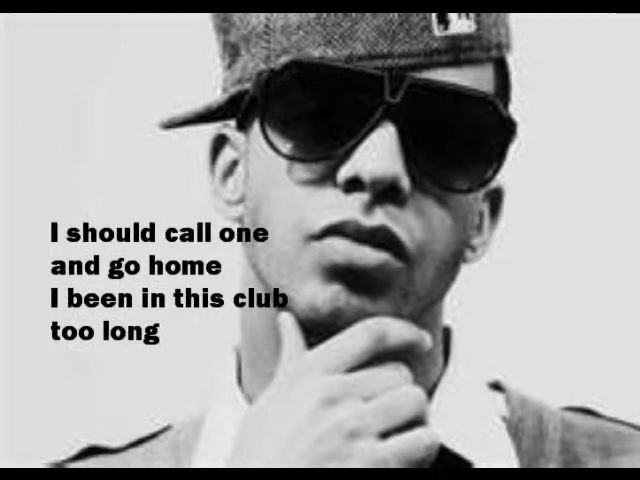 I should call one
and go home
I been in this club
too long